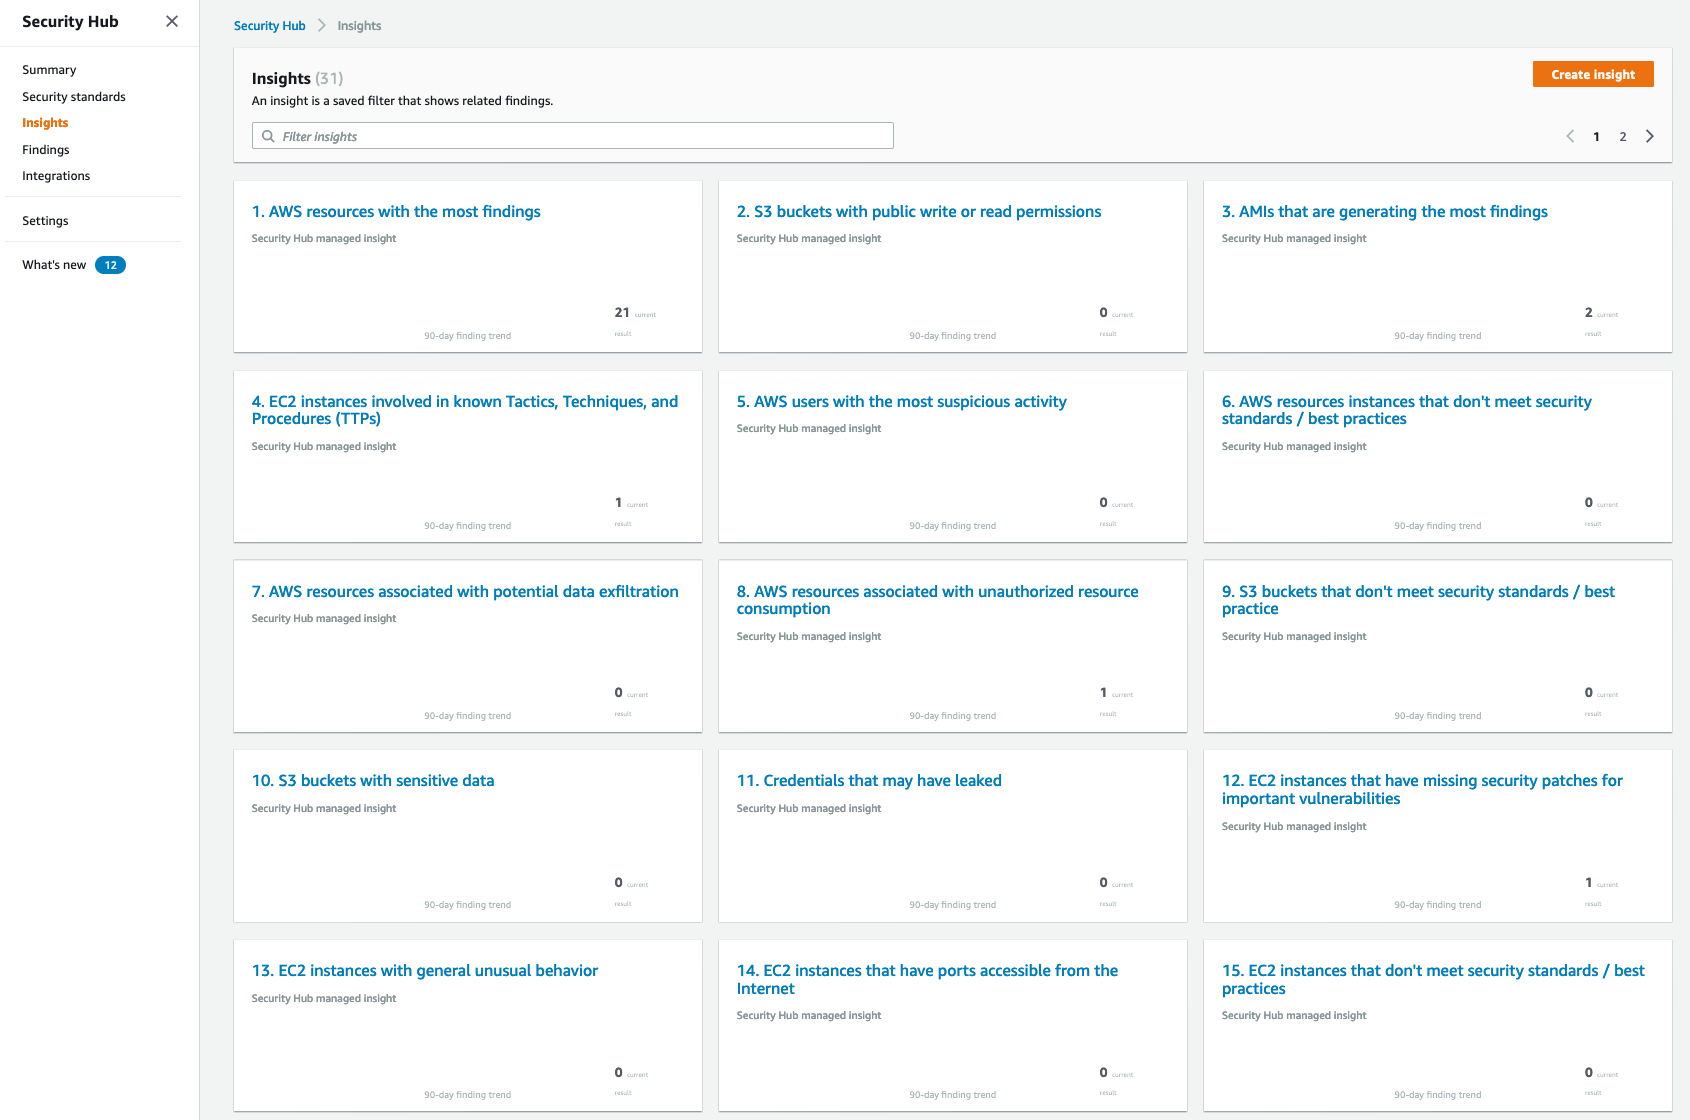 Security Hub
Summary
Security standards
Insights
Findings
Integrations
Settings
What's new 12
Security Hub Insights
Insights (31)
An insight is a saved filter that shows related findings.
Create insight
Filter insights
1 2
1. AWS resources with the most findings
Security Hub managed insight
90-day finding trend
21 current
result
2. S3 buckets with public write or read permissions
Security Hub managed insight
90-day finding trend
0 current
result
3. AMIs that are generating the most findings
Security Hub managed insight
90-day finding trend
2 current
result
4. EC2 instances involved in known Tactics, Techniques, and
Procedures (TTPs)
Security Hub managed insight
90-day finding trend
1 current
result
5. AWS users with the most suspicious activity
Security Hub managed insight
90-day finding trend
0 current
result
6. AWS resources instances that don't meet security
standards / best practices
Security Hub managed insight
90-day finding trend
0 current
result
7. AWS resources associated with potential data exfiltration
Security Hub managed insight
90-day finding trend
0 current
result
8. AWS resources associated with unauthorized resource
consumption
Security Hub managed insight
90-day finding trend
1 current
result
9. S3 buckets that don't meet security standards / best
practice
Security Hub managed insight
90-day finding trend
0 current
result
10. S3 buckets with sensitive data
Security Hub managed insight
90-day finding trend
0 current
result
11. Credentials that may have leaked
Security Hub managed insight
90-day finding trend
0 current
result
12. EC2 instances that have missing security patches for
important vulnerabilities
Security Hub managed insight
90-day finding trend
1 current
result
13. EC2 instances with general unusual behavior
Security Hub managed insight
90-day finding trend
0 current
result
14. EC2 instances that have ports accessible from the
Internet
Security Hub managed insight
90-day finding trend
0 current
result
15. EC2 instances that don't meet security standards / best
practices
Security Hub managed insight
90-day finding trend
0 current
result